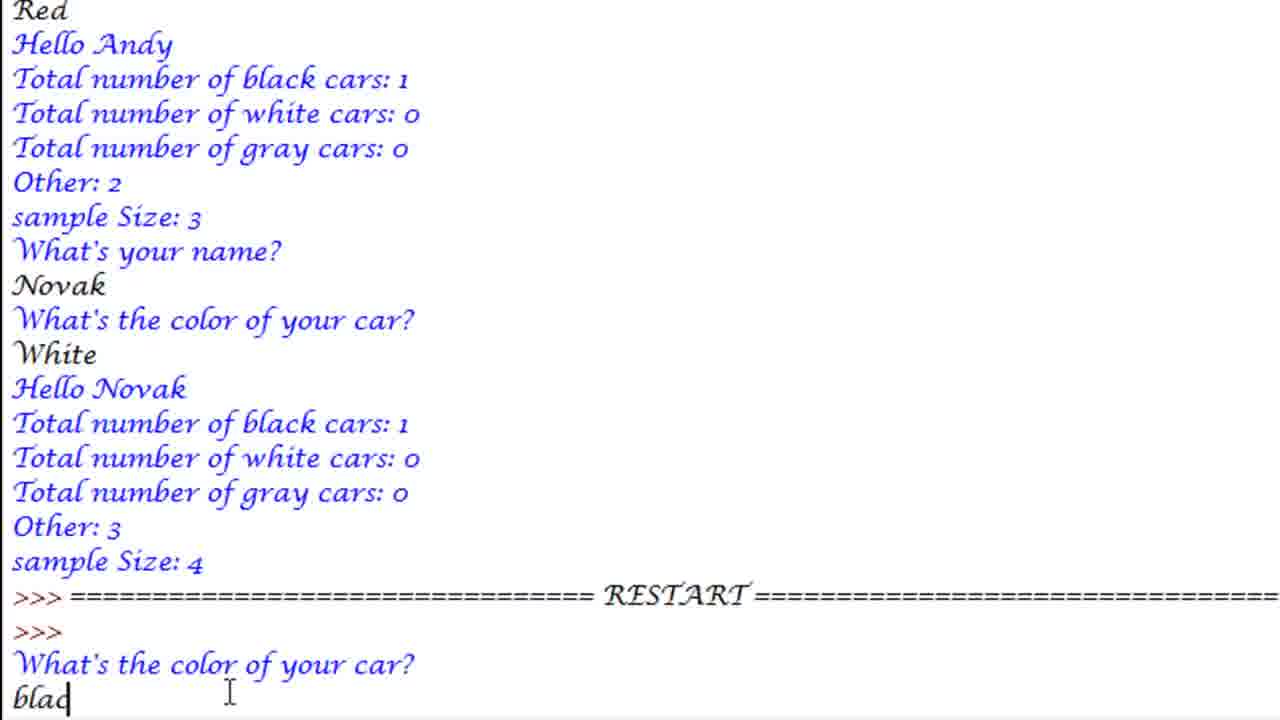 Red
Hello Andy
Total number of black cars: 1
Total number of white cars: 0
Total number of gray cars: 0
Other: 2
sample Size: 3
What's your name?
Novak
What's the color of your car?
White
Hello Novak
Total number of black cars: 1
Total number of white cars: 0
Total number of gray cars: 0
Other: 3
sample Size: 4
>>> ================================ RESTART ================================
>>>
What's the color of your car?
blac